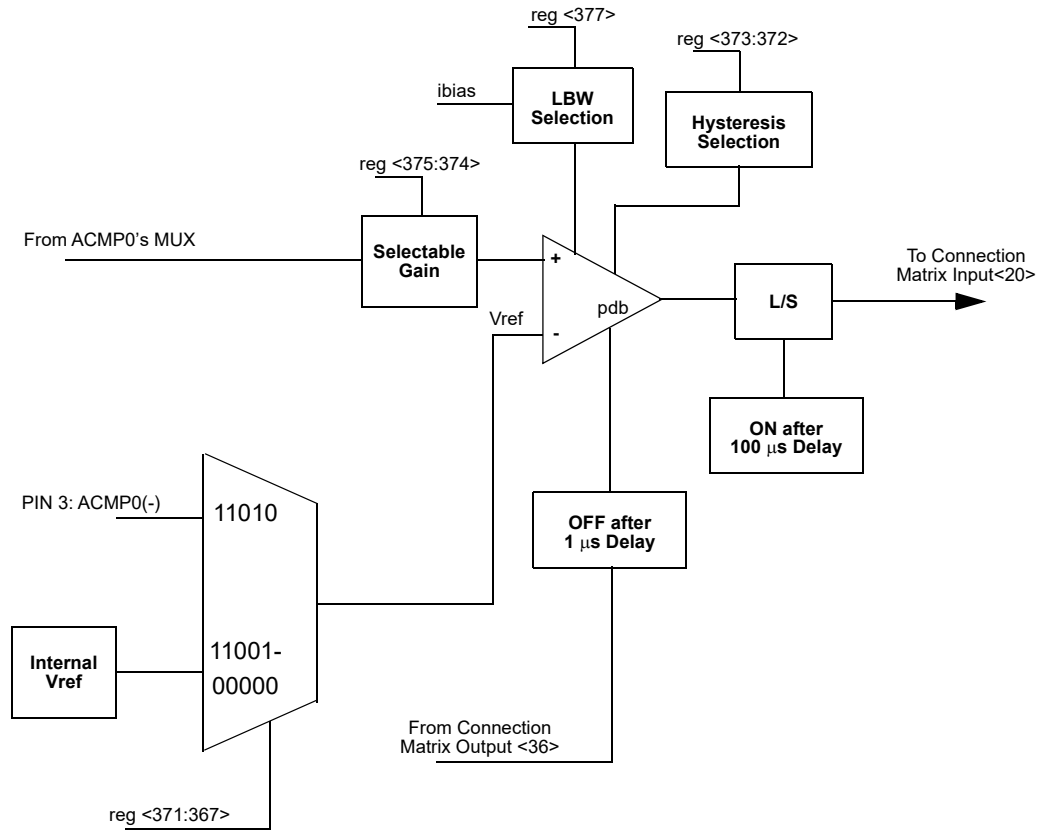 reg <377>
reg <373:372>
ibias
LBW
Selection
Hysteresis
Selection
reg <375:374>
From ACMP0's MUX
Selectable
Gain
+
To Connection
Matrix Input<20>
L/S
pdb
Vref
-
ON after
100 μs Delay
PIN 3: ACMP0(-)
11010
OFF after
1 μs Delay
Internal
Vref
11001-
00000
From Connection
Matrix Output <36>
reg <371:367>